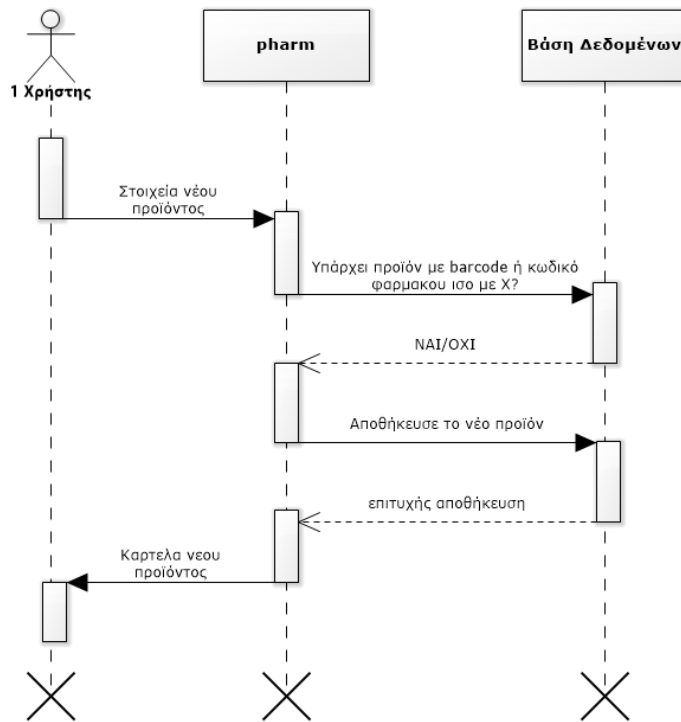 pharm
Βάση Δεδομένων
1 Χρήστης
Στοιχεία νέου
προϊόντος
Υπάρχει προϊόν με barcode ή κωδικό
φαρμακου ισο με Χ?
ΝΑΙ/ΟΧΙ
Αποθήκευσε το νέο προϊόν
επιτυχής αποθήκευση
Καρτελα νεου
προϊόντος